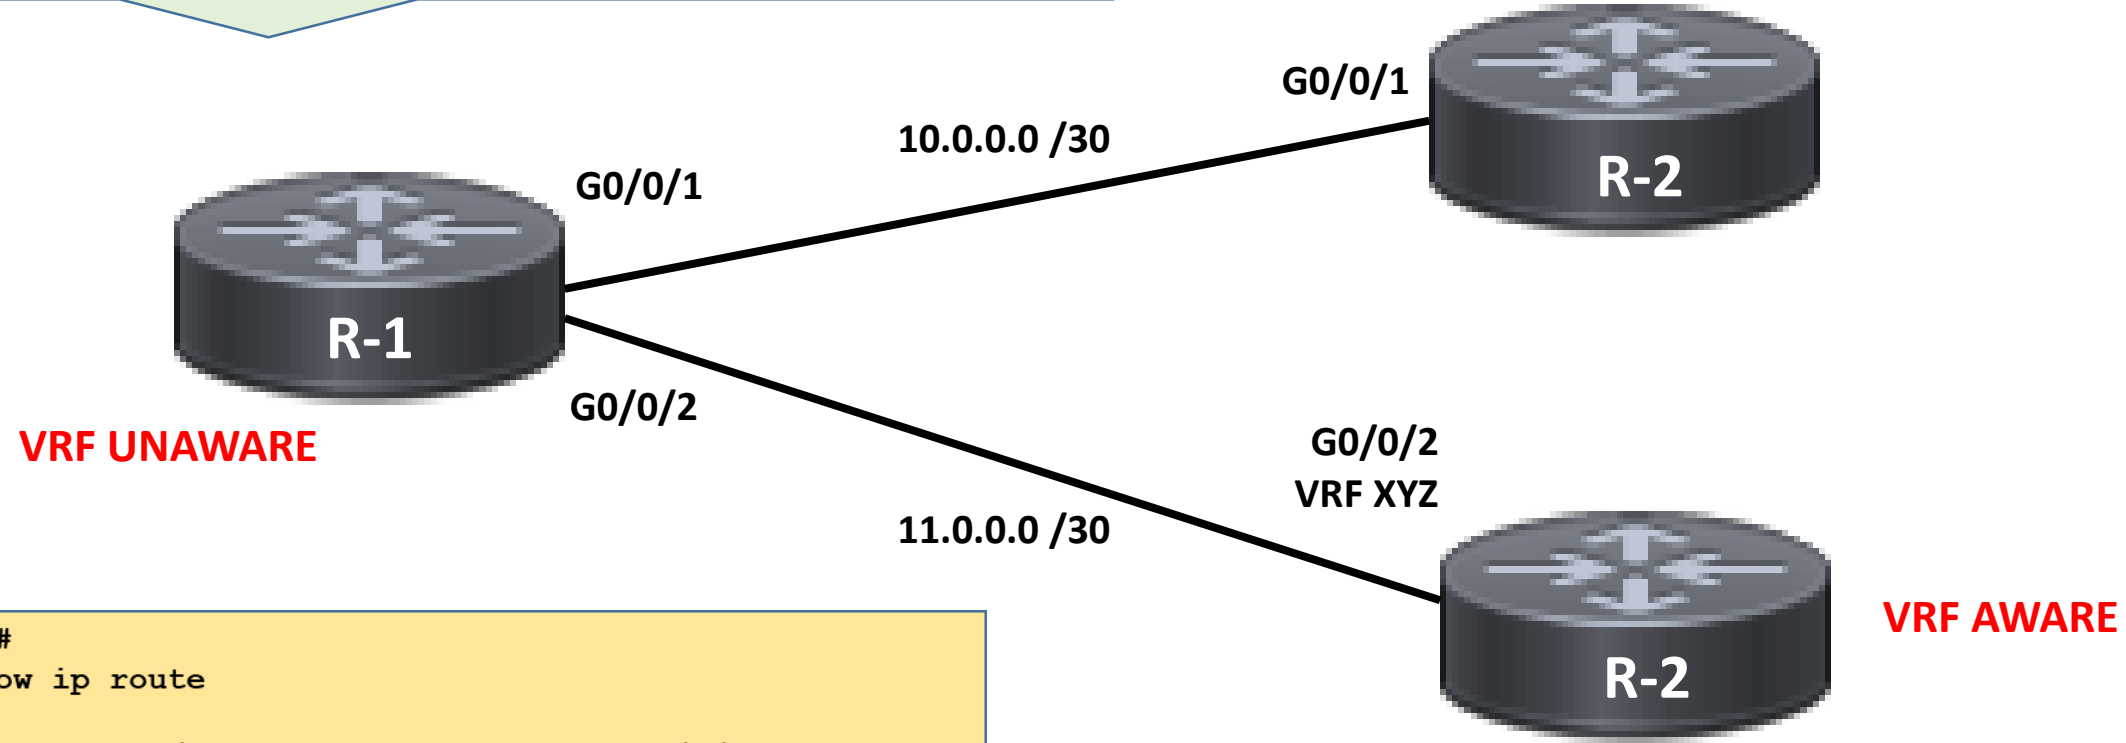 G0/0/1
10.0.0.0 /30
R-2
G0/0/1
R-1
G0/0/2
VRF UNAWARE
G0/0/2
VRF XYZ
11.0.0.0 /30
VRF AWARE
R-2
#
ow ip route